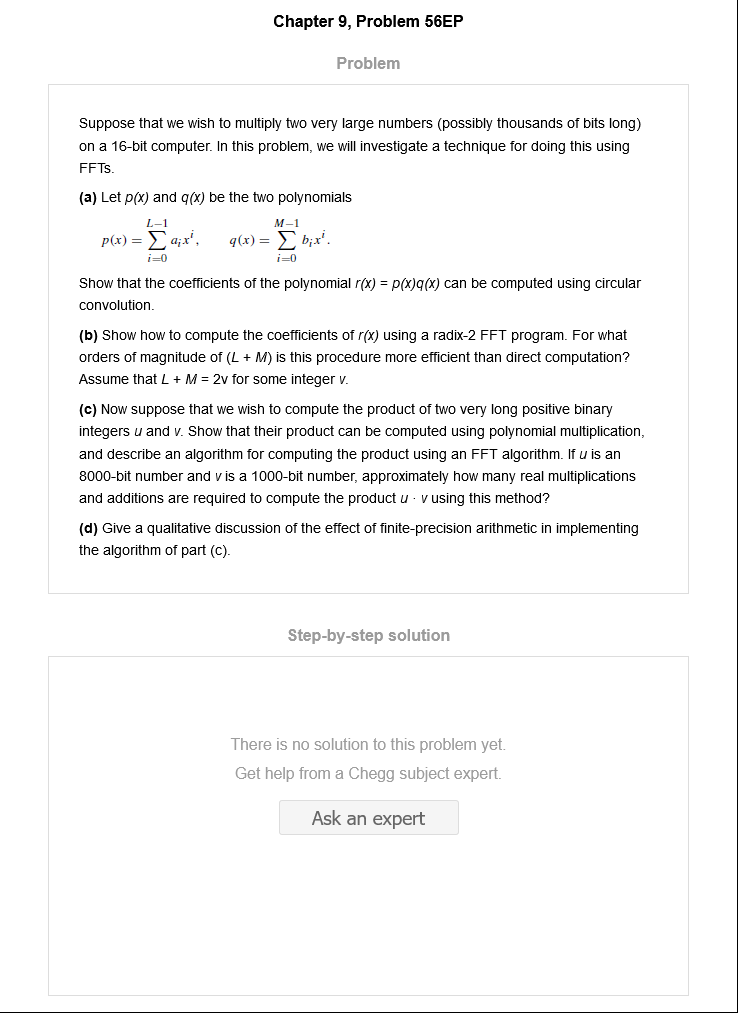 Chapter 9, Problem 56EP
Problem
Suppose that we wish to multiply two very large numbers (possibly thousands of bits long)
on a 16-bit computer. In this problem, we will investigate a technique for doing this using
FFTs.
(a) Let p(x) and q(x) be the two polynomials
p(x) = \sum_{i=0}^{L-1} a_i x^i, q(x) = \sum_{i=0}^{M-1} b_i x^i.
Show that the coefficients of the polynomial r(x) = p(x)q(x) can be computed using circular
convolution.
(b) Show how to compute the coefficients of r(x) using a radix-2 FFT program. For what
orders of magnitude of (L + M) is this procedure more efficient than direct computation?
Assume that L + M = 2v for some integer v.
(c) Now suppose that we wish to compute the product of two very long positive binary
integers u and v. Show that their product can be computed using polynomial multiplication,
and describe an algorithm for computing the product using an FFT algorithm. If u is an
8000-bit number and v is a 1000-bit number, approximately how many real multiplications
and additions are required to compute the product u · v using this method?
(d) Give a qualitative discussion of the effect of finite-precision arithmetic in implementing
the algorithm of part (c).
Step-by-step solution
There is no solution to this problem yet.
Get help from a Chegg subject expert.
Ask an expert